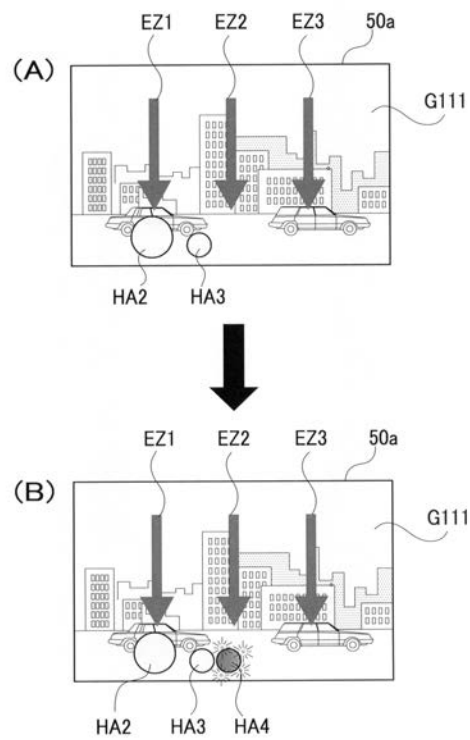 EZ1 EZ2 EZ3 50a
(A)
G111
HA2 HA3
EZ1 EZ2 EZ3 50a
(B)
G111
HA2 HA3 HA4